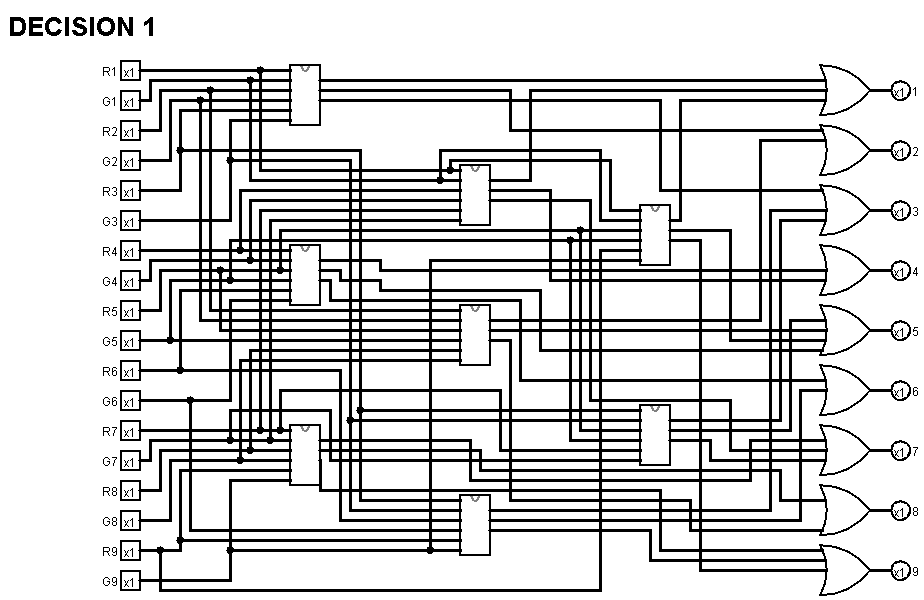 DECISION 1
R1 x1
G1 x1
R2 x1
G2 x1
R3 x1
G3 x1
R4 x1
G4 x1
R5 x1
G5 x1
R6 x1
G6 x1
R7 x1
G7 x1
R8 x1
G8 x1
R9 x1
G9 x1
x1 1
x1 2
x1 3
x1 4
x1 5
x1 6
x1 7
x1 8
x1 9